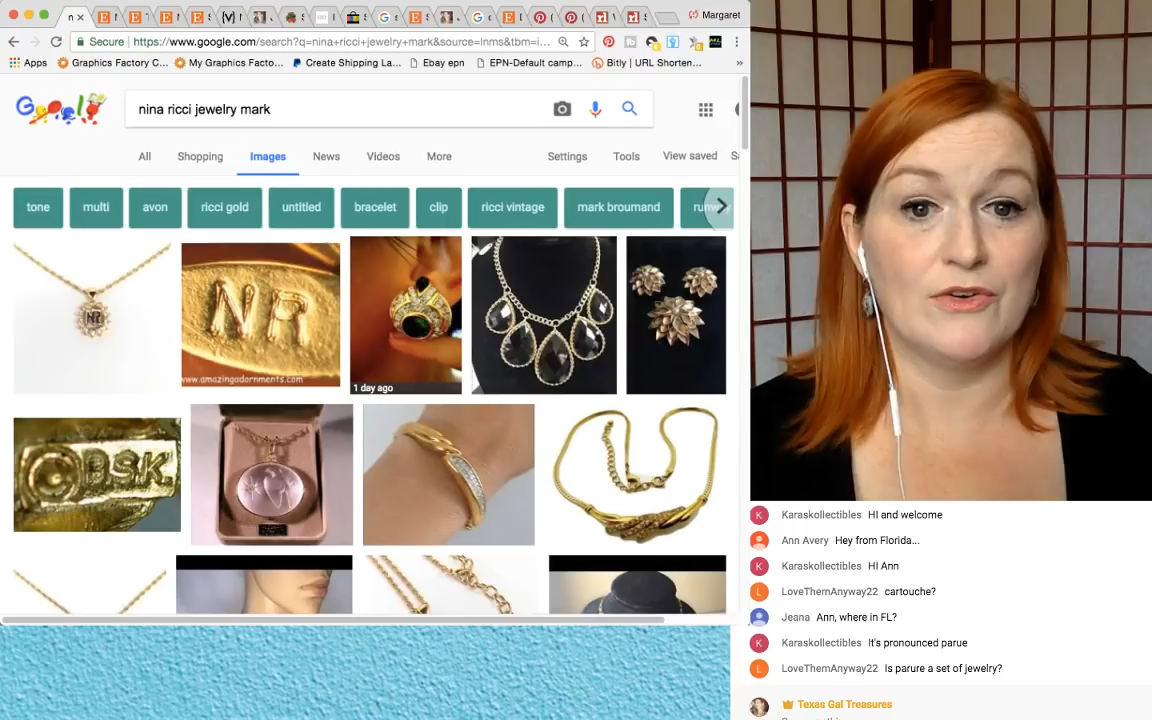 n
Margaret
Secure https://www.google.com/search?q=nina+ricci+jewelry+mark&source=lnms&tbm=i...
Apps Graphics Factory C... My Graphics Facto... Create Shipping La... Ebay epn EPN-Default camp... Bitly | URL Shorten... »
nina ricci jewelry mark
All Shopping Images News Videos More Settings Tools View saved
tone multi avon ricci gold untitled bracelet clip ricci vintage mark broumand
NR
www.amazingadornments.com
1 day ago
©BSK
Karaskollectibles HI and welcome
Ann Avery Hey from Florida...
Karaskollectibles HI Ann
LoveThemAnyway22 cartouche?
Jeana Ann, where in FL?
Karaskollectibles It's pronounced parue
LoveThemAnyway22 Is parure a set of jewelry?
Texas Gal Treasures